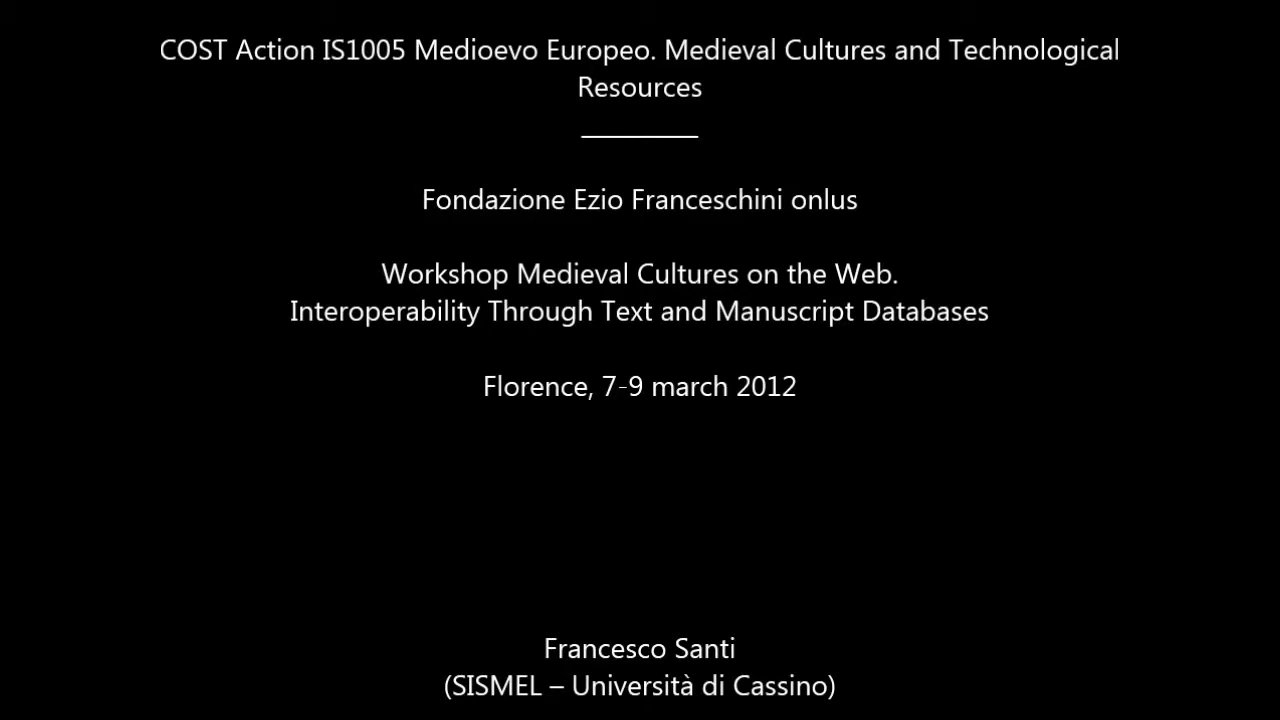 COST Action IS1005 Medioevo Europeo. Medieval Cultures and Technological
Resources
Fondazione Ezio Franceschini onlus
Workshop Medieval Cultures on the Web.
Interoperability Through Text and Manuscript Databases
Florence, 7-9 march 2012
Francesco Santi
(SISMEL – Università di Cassino)